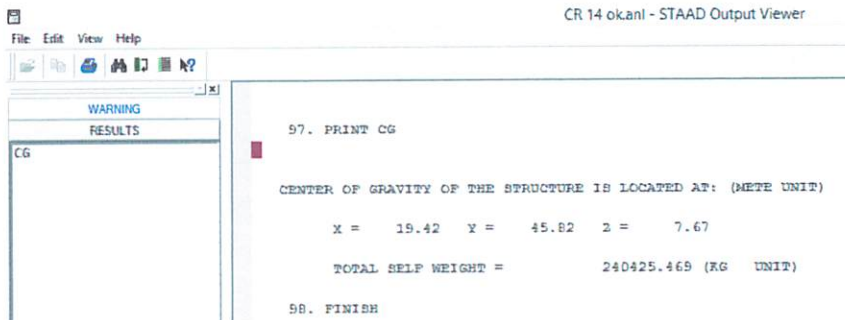 CR 14 ok.anl - STAAD Output Viewer
File Edit View Help
WARNING
RESULTS
CG
97. PRINT CG
CENTER OF GRAVITY OF THE STRUCTURE IS LOCATED AT: (METE UNIT)
X = 19.42 Y = 45.82 Z = 7.67
TOTAL SELF WEIGHT = 240425.469 (KG UNIT)
98. FINISH